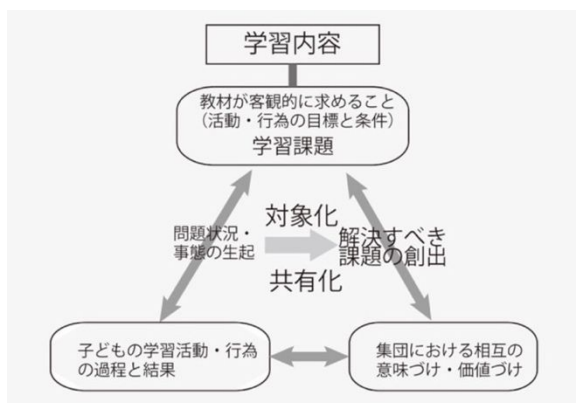 学習内容
教材が客観的に求めること
(活動・行為の目標と条件)
学習課題
対象化
問題状況・
事態の生起
解決すべき
課題の創出
共有化
子どもの学習活動・行為
の過程と結果
集団における相互の
意味づけ・価値づけ